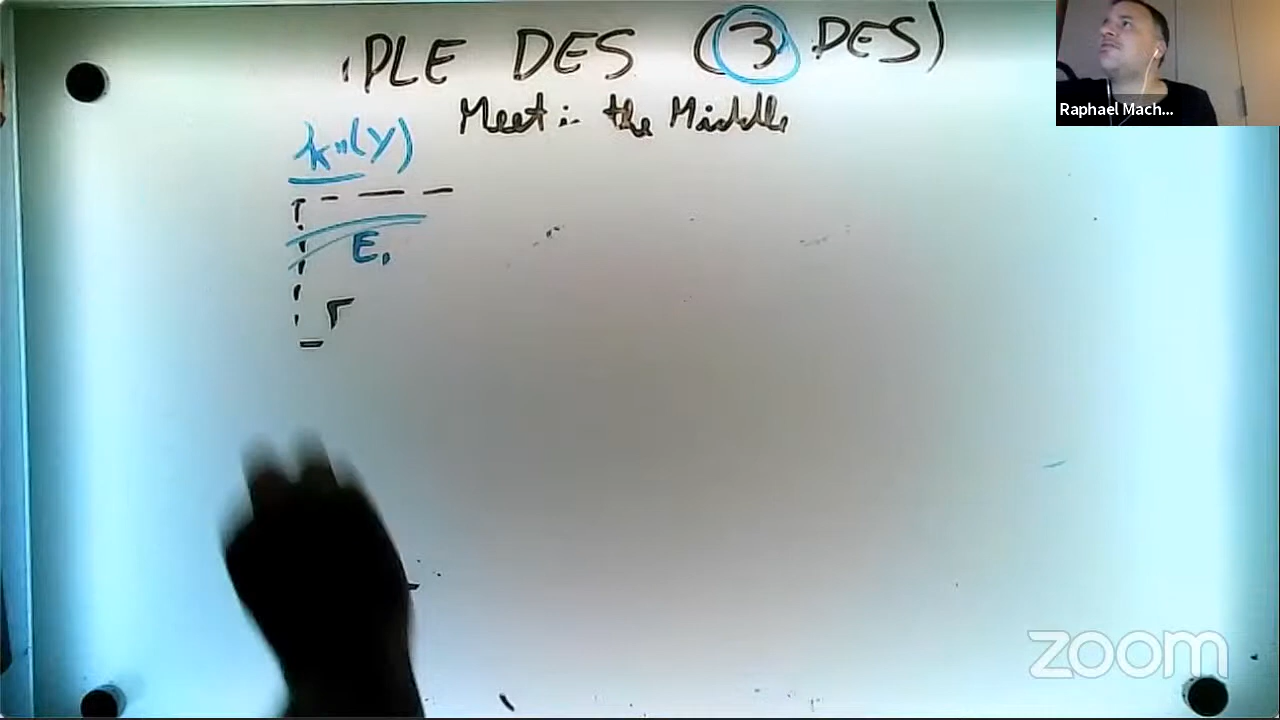 PLE DES (3 DES)
Meet in the Middle
k"(y)
E,
r
Raphael Mach...
zoom